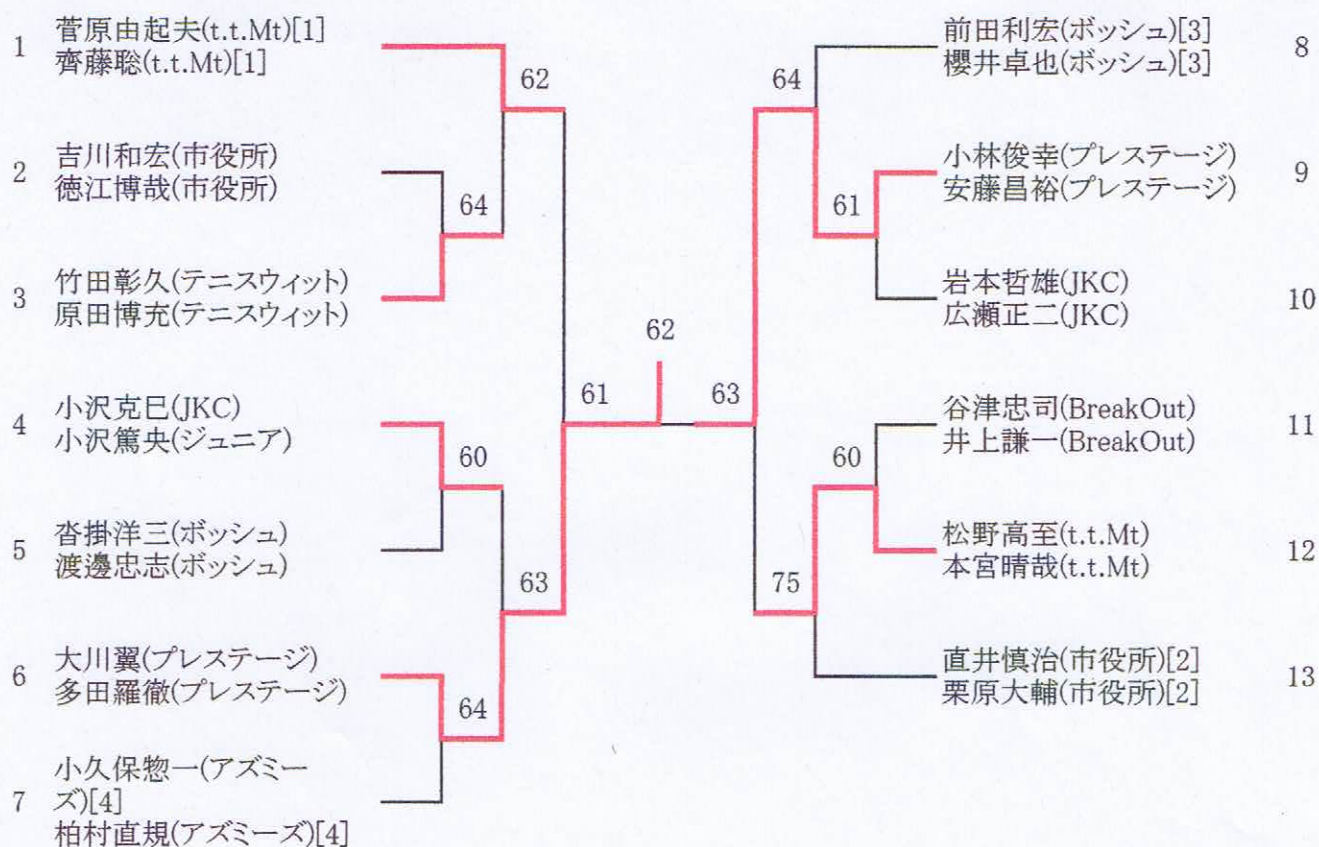 1
菅原由起夫(t.t.Mt)[1]
齊藤聡(t.t.Mt)[1]
2
吉川和宏(市役所)
徳江博哉(市役所)
3
竹田彰久(テニスウィット)
原田博充(テニスウィット)
4
小沢克巳(JKC)
小沢篤央(ジュニア)
5
沓掛洋三(ボッシュ)
渡邊忠志(ボッシュ)
6
大川翼(プレステージ)
多田羅徹(プレステージ)
7
小久保惣一(アズミー
ズ)[4]
柏村直規(アズミーズ)[4]
62
64
60
63
64
61
62
63
64
61
60
75
前田利宏(ボッシュ)[3]
櫻井卓也(ボッシュ)[3]
8
小林俊幸(プレステージ)
安藤昌裕(プレステージ)
9
岩本哲雄(JKC)
広瀬正二(JKC)
10
谷津忠司(BreakOut)
井上謙一(BreakOut)
11
松野高至(t.t.Mt)
本宮晴哉(t.t.Mt)
12
直井慎治(市役所)[2]
栗原大輔(市役所)[2]
13